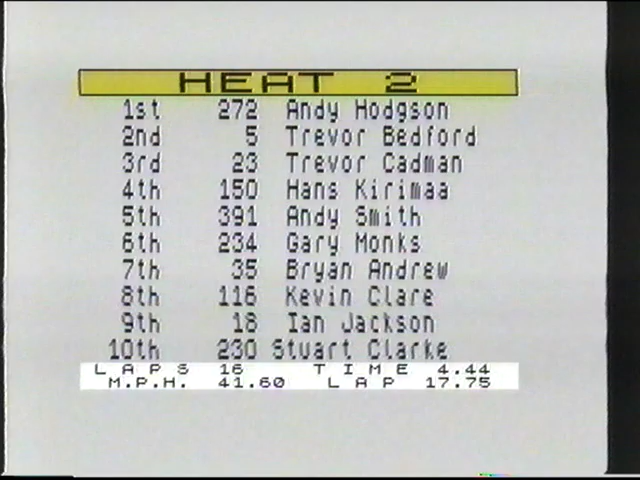 HEAT 2
1st 272 Andy Hodgson
2nd 5 Trevor Bedford
3rd 23 Trevor Cadman
4th 150 Hans Kirimaa
5th 391 Andy Smith
6th 234 Gary Monks
7th 35 Bryan Andrew
8th 116 Kevin Clare
9th 18 Ian Jackson
10th 230 Stuart Clarke
LAPS 16 TIME 4.44
M.P.H. 41.60 LAP 17.75